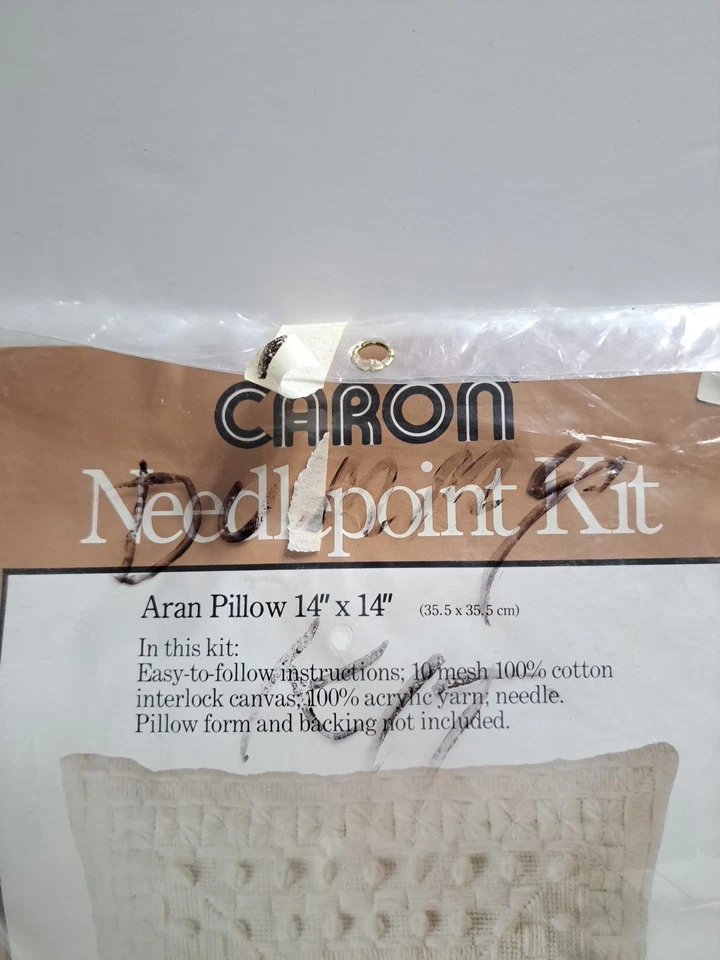 CARON
Needlepoint Kit
DUMMY
Aran Pillow 14" x 14" (35.5 x 35.5 cm)
In this kit:
Easy-to-follow instructions; 10 mesh 100% cotton
interlock canvas; 100% acrylic yarn; needle.
Pillow form and backing not included.